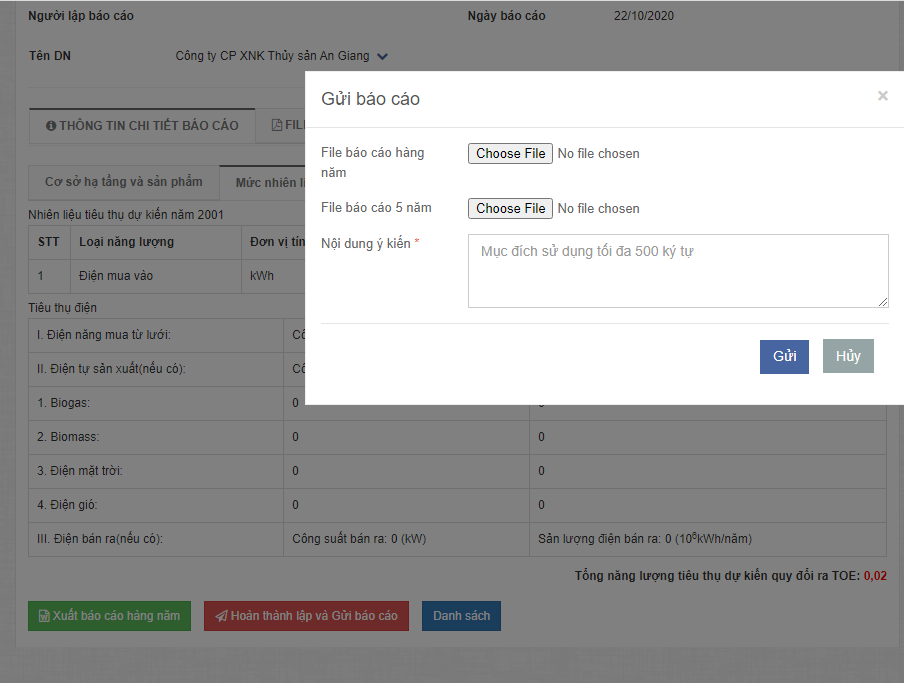 Người lập báo cáo
Ngày báo cáo
22/10/2020
Tên DN
Công ty CP XNK Thủy sản An Giang
Gửi báo cáo
×
THÔNG TIN CHI TIẾT BÁO CÁO
File báo cáo hàng năm
Choose File No file chosen
Cơ sở hạ tầng và sản phẩm
Mức nhiên
File báo cáo 5 năm
Choose File No file chosen
Nhiên liệu tiêu thụ dự kiến năm 2001
Nội dung ý kiến *
Mục đích sử dụng tối đa 500 ký tự
STT
Loại năng lượng
Đơn vị
1
Điện mua vào
kWh
Tiêu thụ điện
I. Điện năng mua từ lưới:
II. Điện tự sản xuất(nếu có):
Gửi
Hủy
1. Biogas:
0
2. Biomass:
0
0
3. Điện mặt trời:
0
0
4. Điện gió:
0
0
III. Điện bán ra(nếu có):
Công suất bán ra: 0 (kW)
Sản lượng điện bán ra: 0 (10⁶kWh/năm)
Tổng năng lượng tiêu thụ dự kiến quy đổi ra TOE: 0,02
Xuất báo cáo hàng năm
Hoàn thành lập và Gửi báo cáo
Danh sách